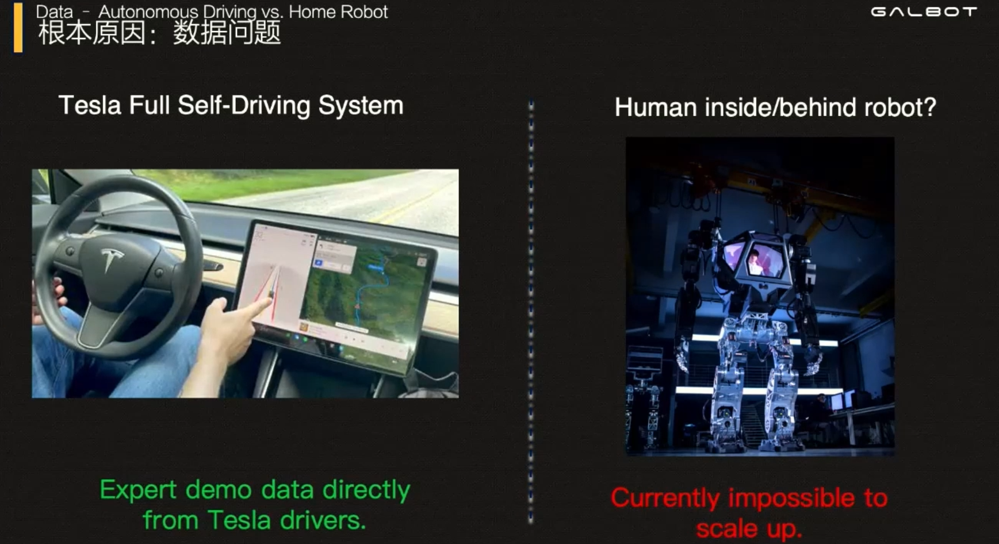 Data - Autonomous Driving vs. Home Robot
GALBOT
根本原因：数据问题
Tesla Full Self-Driving System
Human inside/behind robot?
Expert demo data directly
from Tesla drivers.
Currently impossible to
scale up.